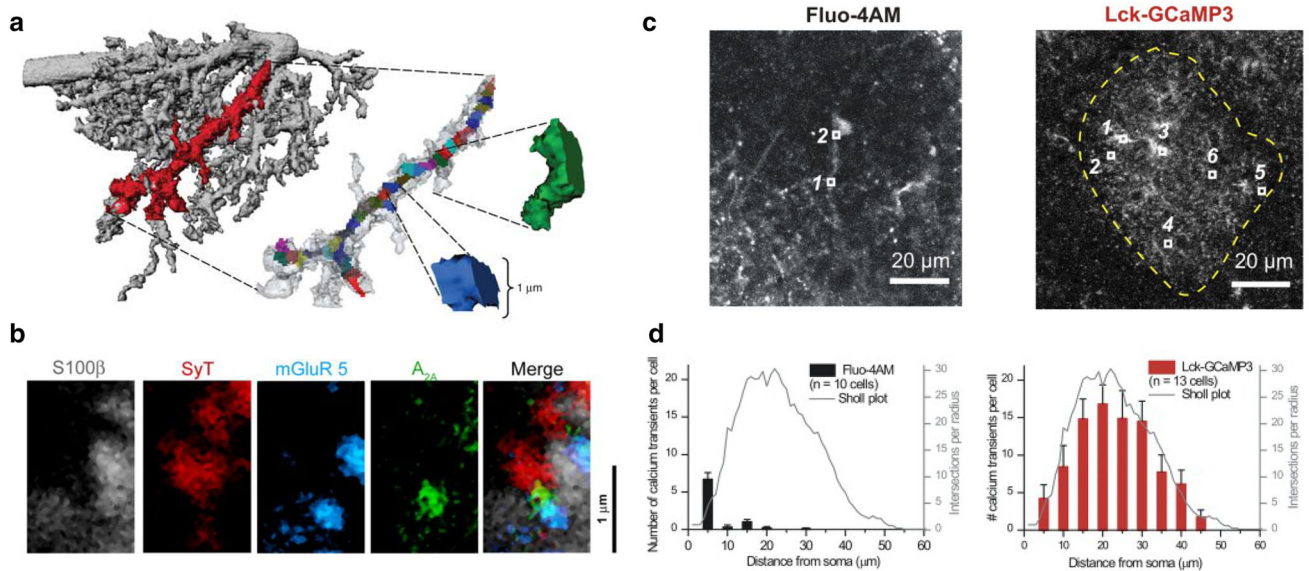 a
1 μm
b
S100β
SyT
mGluR 5
A2A
Merge
1 μm
c
Fluo-4AM
2
1
20 μm
Lck-GCaMP3
1
3
2
6
5
4
20 μm
d
Number of calcium transients per cell
20
15
10
5
0
Fluo-4AM
(n = 10 cells)
Sholl plot
30
25
20
15
10
5
0
Intersections per radius
0 10 20 30 40 50 60
Distance from soma (μm)
# calcium transients per cell
20
15
10
5
0
Lck-GCaMP3
(n = 13 cells)
Sholl plot
30
25
20
15
10
5
0
Intersections per radius
0 10 20 30 40 50 60
Distance from soma (μm)